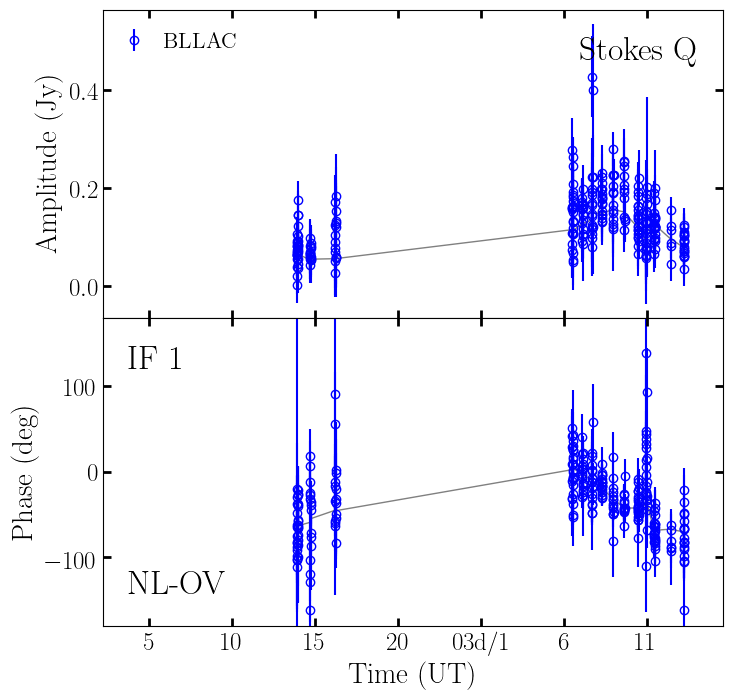 BLLAC
Stokes Q
Amplitude (Jy)
0.4
0.2
0.0
IF 1
NL-OV
Phase (deg)
100
0
−100
5 10 15 20 03d/1 6 11
Time (UT)